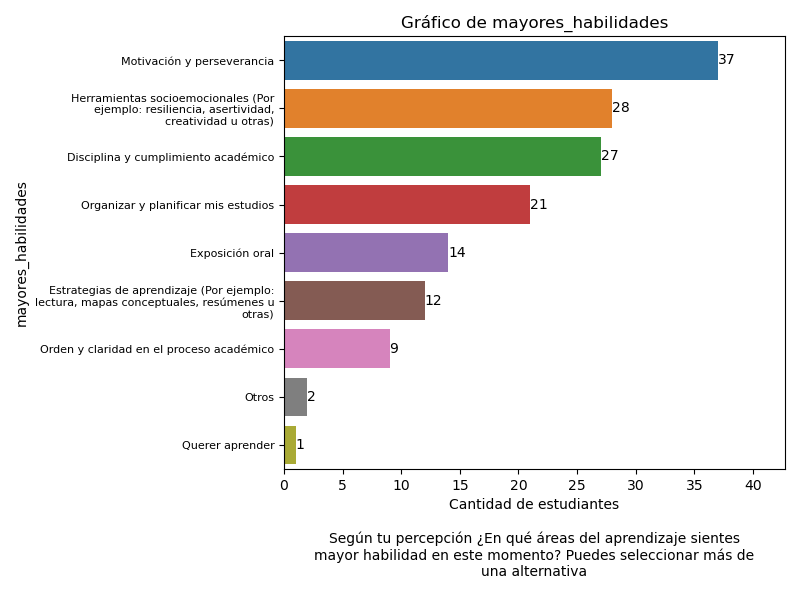 Gráfico de mayores_habilidades
mayores_habilidades
Motivación y perseverancia
37
Herramientas socioemocionales (Por
ejemplo: resiliencia, asertividad,
creatividad u otras)
28
Disciplina y cumplimiento académico
27
Organizar y planificar mis estudios
21
Exposición oral
14
Estrategias de aprendizaje (Por ejemplo:
lectura, mapas conceptuales, resúmenes u
otras)
12
Orden y claridad en el proceso académico
9
Otros
2
Querer aprender
1
0 5 10 15 20 25 30 35 40
Cantidad de estudiantes
Según tu percepción ¿En qué áreas del aprendizaje sientes
mayor habilidad en este momento? Puedes seleccionar más de
una alternativa